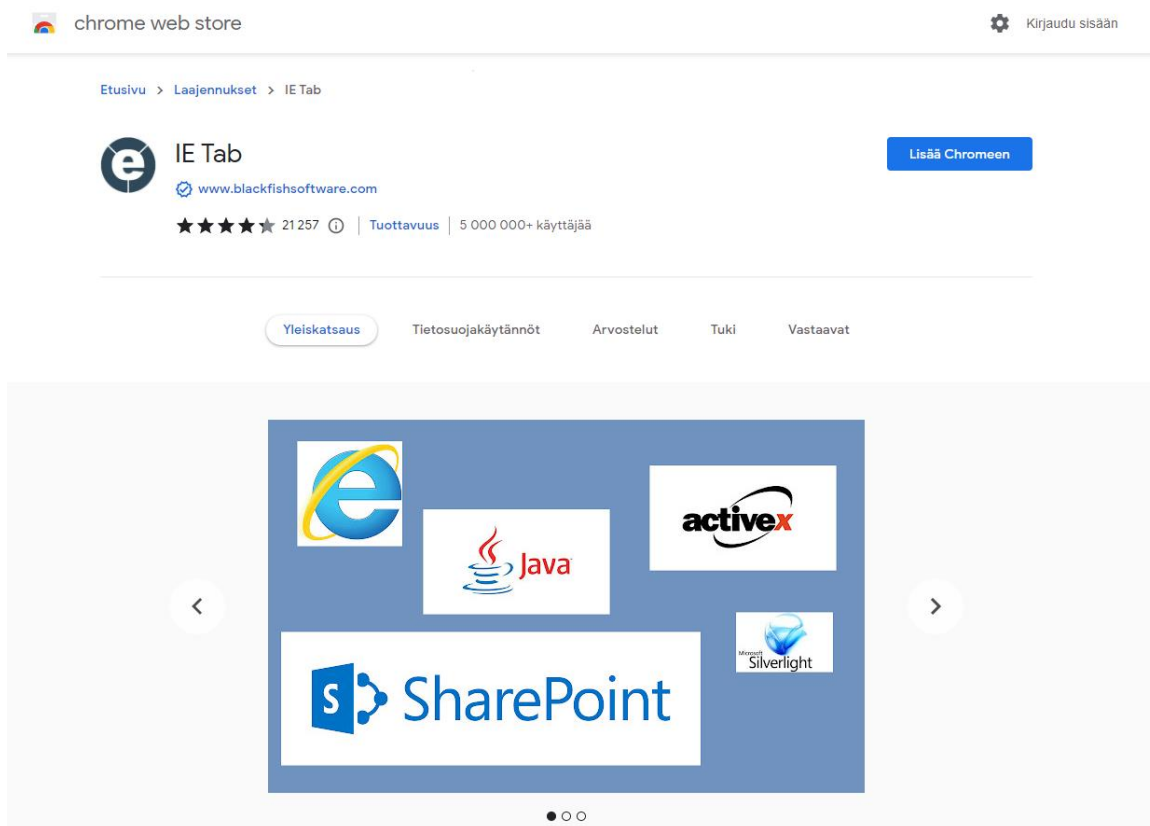 chrome web store
Kirjaudu sisään
Etusivu > Laajennukset > IE Tab
IE Tab
Lisää Chromeen
www.blackfishsoftware.com
21 257 | Tuottavuus | 5 000 000+ käyttäjää
Yleiskatsaus Tietosuojakäytännöt Arvostelut Tuki Vastaavat
activex
Java
Microsoft
Silverlight
S SharePoint